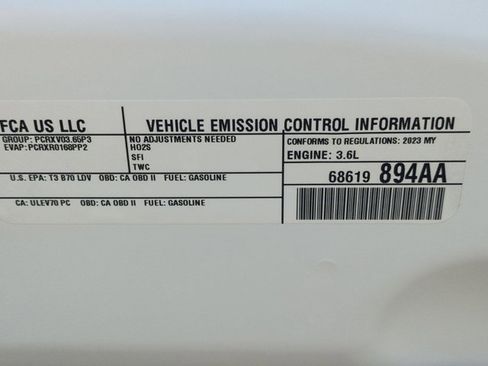 FCA US LLC
VEHICLE EMISSION CONTROL INFORMATION
GROUP: PCRXV03.65P3
EVAP:PCRXR0168PP2
NO ADJUSTMENTS NEEDED
HO2S
SFI
TWC
CONFORMS TO REGULATIONS: 2023 MY
ENGINE: 3.6L
U.S. EPA: T3 B70 LDV OBD: CA OBD II FUEL: GASOLINE
68619 894AA
CA: ULEV70 PC OBD: CA OBD II FUEL: GASOLINE